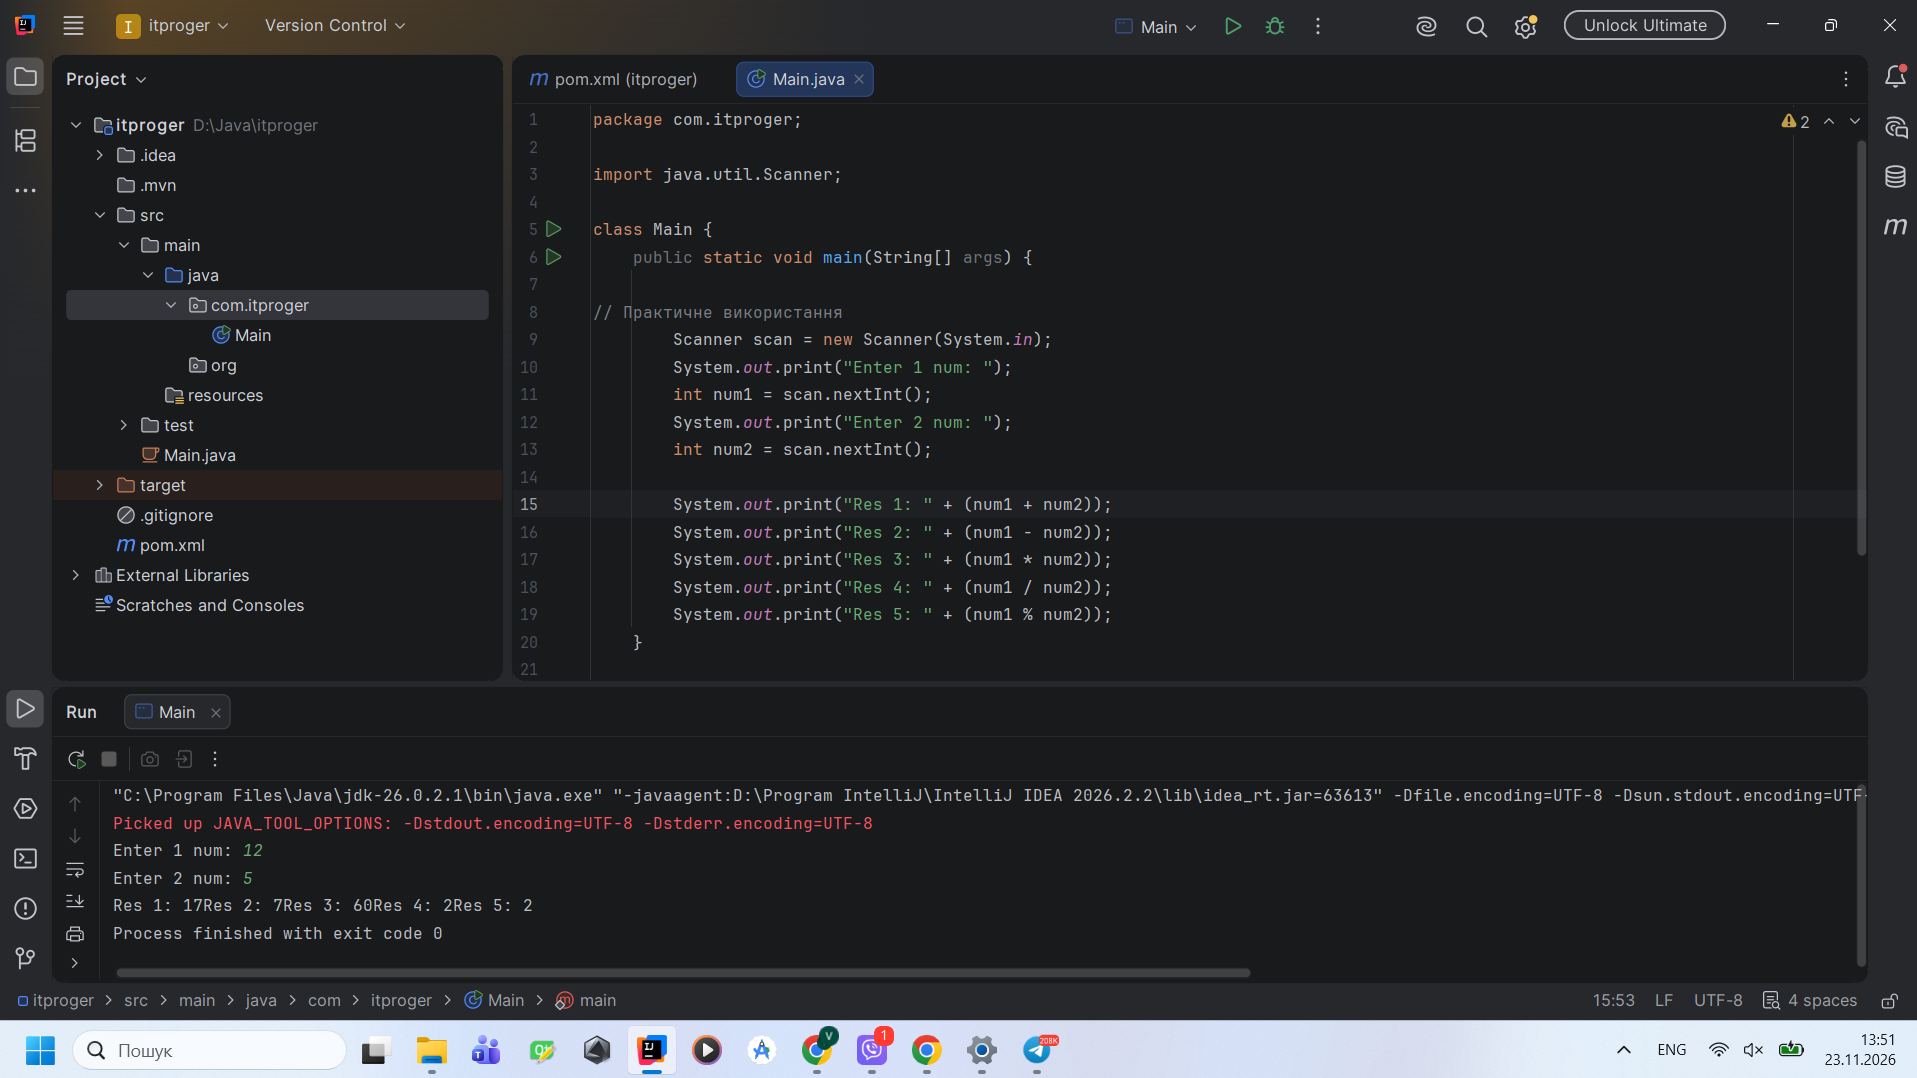 itproger
Version Control
Main
Unlock Ultimate
Project
pom.xml (itproger)
Main.java
itproger D:\Java\itproger
.idea
.mvn
src
main
java
com.itproger
Main
org
resources
test
Main.java
target
.gitignore
pom.xml
External Libraries
Scratches and Consoles
2
1 package com.itproger;
2
3 import java.util.Scanner;
4
5 class Main {
6 public static void main(String[] args) {
7
8 // Практичне використання
9 Scanner scan = new Scanner(System.in);
10 System.out.print("Enter 1 num: ");
11 int num1 = scan.nextInt();
12 System.out.print("Enter 2 num: ");
13 int num2 = scan.nextInt();
14
15 System.out.print("Res 1: " + (num1 + num2));
16 System.out.print("Res 2: " + (num1 - num2));
17 System.out.print("Res 3: " + (num1 * num2));
18 System.out.print("Res 4: " + (num1 / num2));
19 System.out.print("Res 5: " + (num1 % num2));
20 }
21
Run
Main
"C:\Program Files\Java\jdk-26.0.2.1\bin\java.exe" "-javaagent:D:\Program IntelliJ\IntelliJ IDEA 2026.2.2\lib\idea_rt.jar=63613" -Dfile.encoding=UTF-8 -Dsun.stdout.encoding=UTF-
Picked up JAVA_TOOL_OPTIONS: -Dstdout.encoding=UTF-8 -Dstderr.encoding=UTF-8
Enter 1 num: 12
Enter 2 num: 5
Res 1: 17Res 2: 7Res 3: 60Res 4: 2Res 5: 2
Process finished with exit code 0
itproger > src > main > java > com > itproger > Main > main
15:53 LF UTF-8 4 spaces
Пошук
V
1
208K
ENG
13:51
23.11.2026